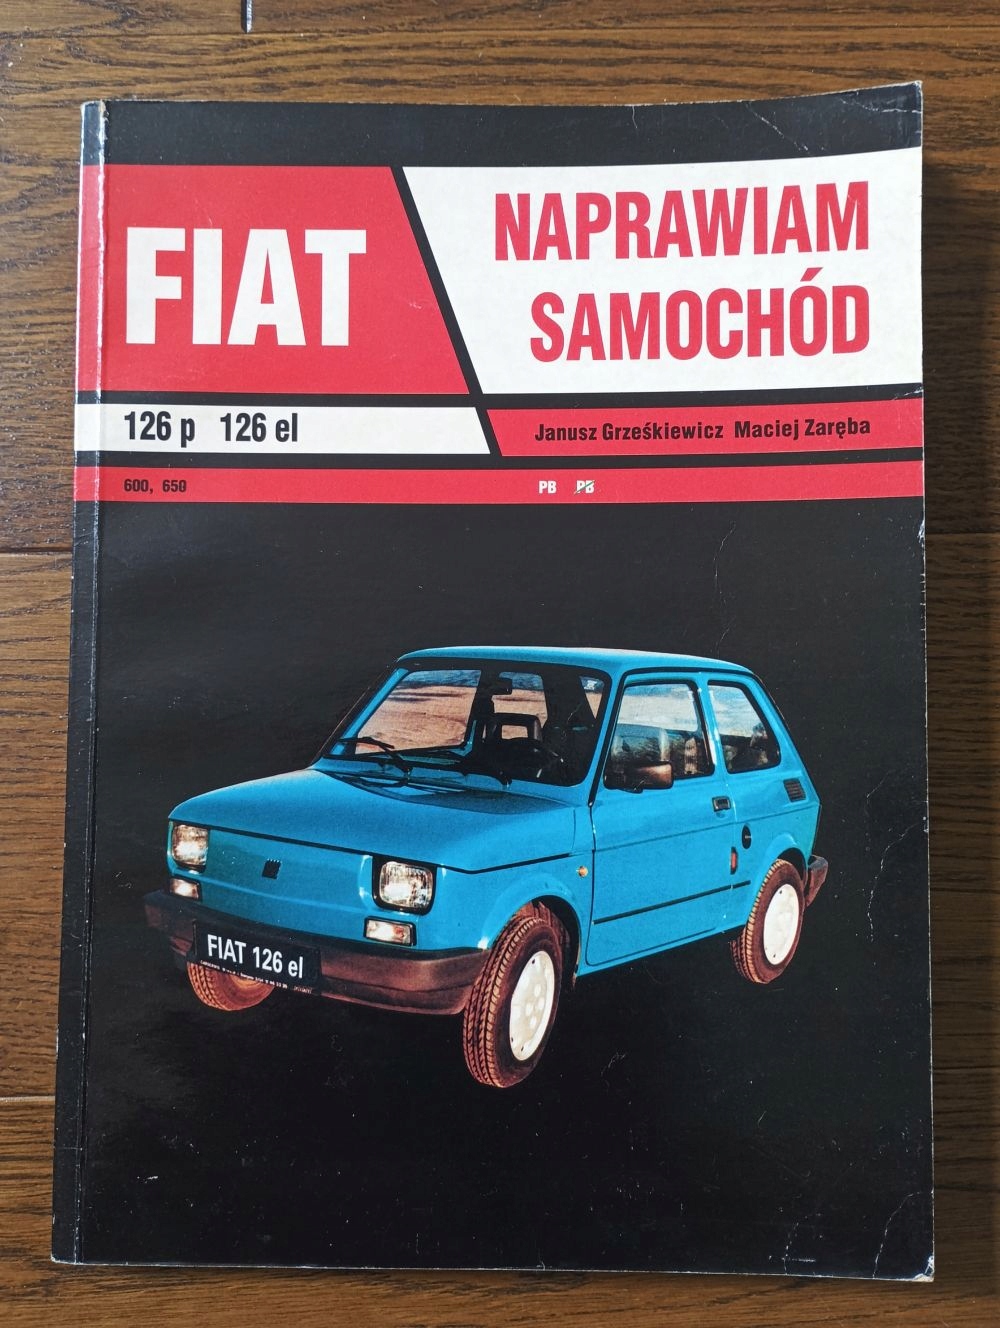 FIAT
NAPRAWIAM
SAMOCHÓD
126 p 126 el
Janusz Grześkiewicz Maciej Zaręba
600, 650
PB PB
FIAT 126 el